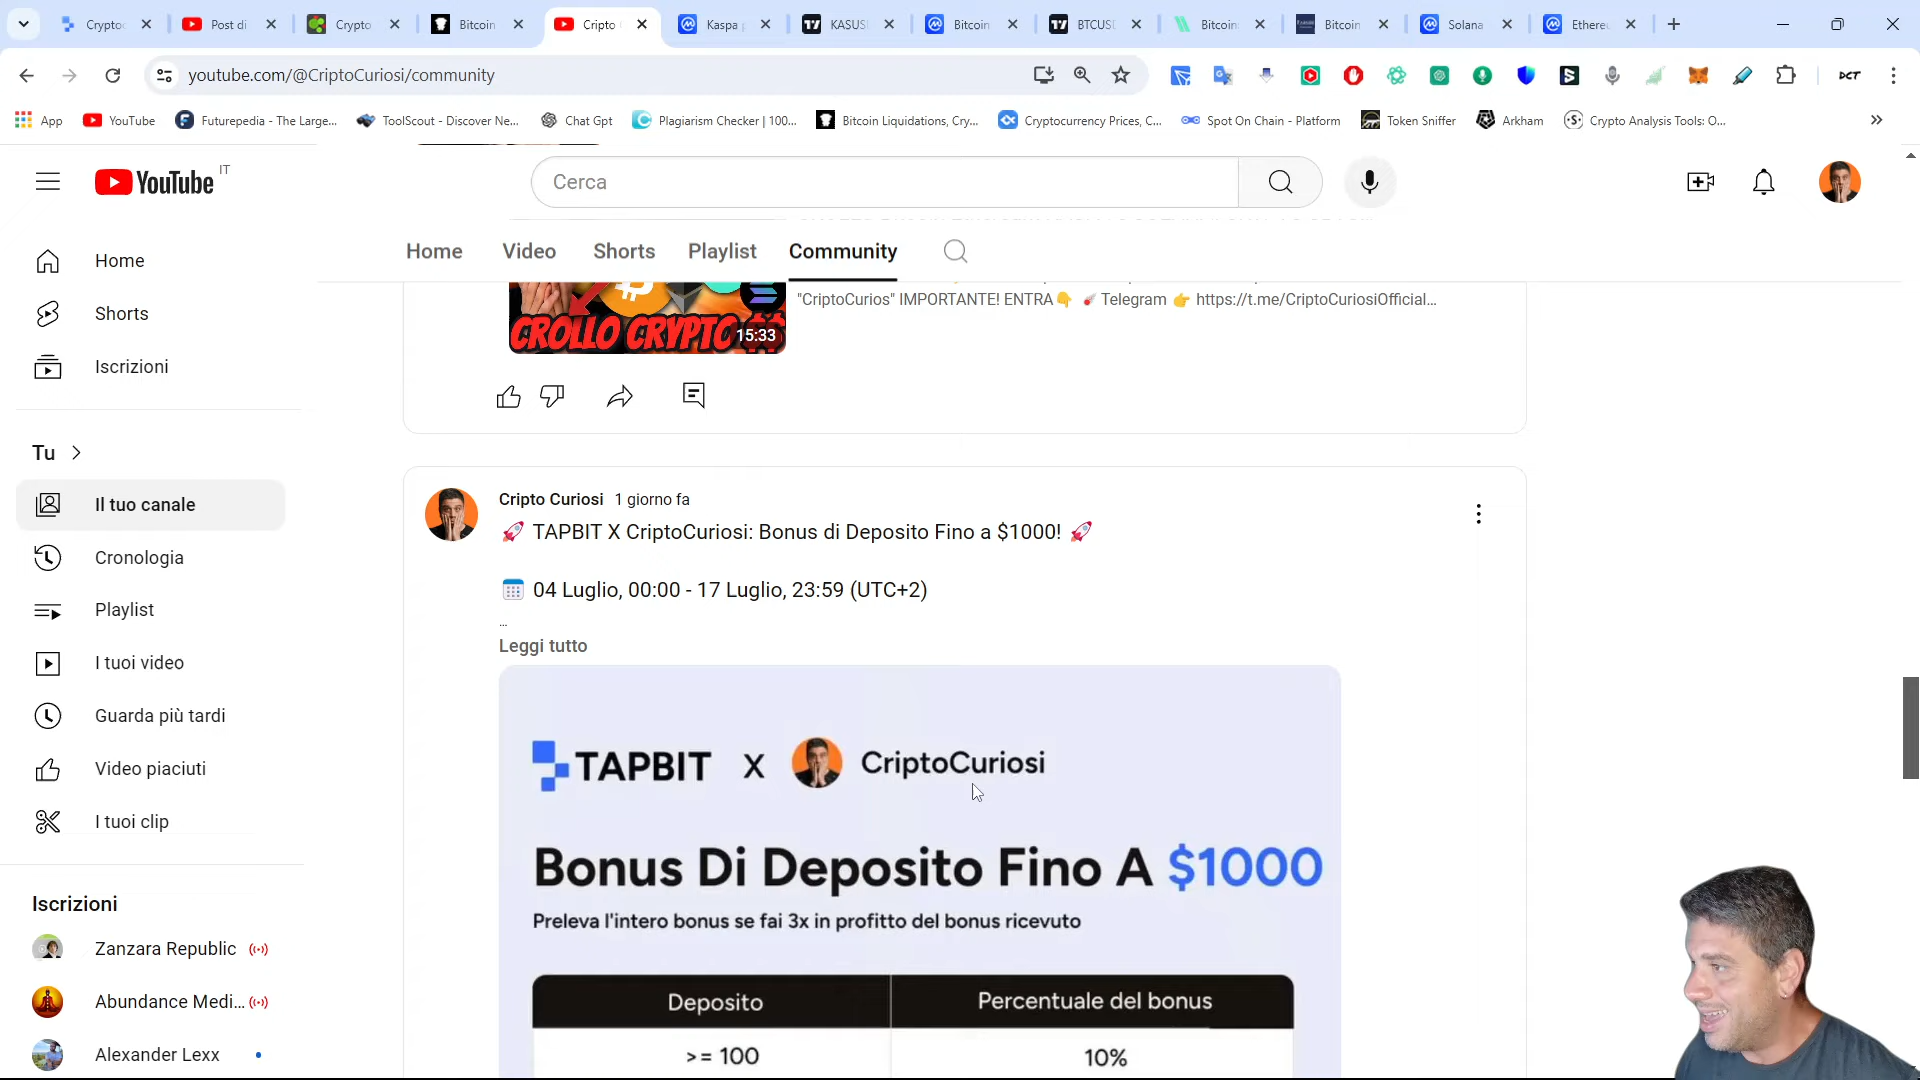 Cryptoc
Post di
Crypto
Bitcoin
Cripto
Kaspa p
KASUS
Bitcoin
BTCUS
Bitcoin
Bitcoin
Solana
Ethere
youtube.com/@CriptoCuriosi/community
App
YouTube
Futurepedia - The Large...
ToolScout - Discover Ne...
Chat Gpt
Plagiarism Checker | 100...
Bitcoin Liquidations, Cry...
Cryptocurrency Prices, C...
Spot On Chain - Platform
Token Sniffer
Arkham
Crypto Analysis Tools: O...
YouTube IT
Cerca
Home
Video
Shorts
Playlist
Community
Home
Shorts
Iscrizioni
Tu
Il tuo canale
Cronologia
Playlist
I tuoi video
Guarda più tardi
Video piaciuti
I tuoi clip
Iscrizioni
Zanzara Republic
Abundance Medi...
Alexander Lexx
CROLLO CRYPTO
15:33
"CriptoCurios" IMPORTANTE! ENTRA👇 🚀 Telegram 👉 https://t.me/CriptoCuriosiOfficial...
Cripto Curiosi 1 giorno fa
🚀 TAPBIT X CriptoCuriosi: Bonus di Deposito Fino a $1000! 🚀
📅 04 Luglio, 00:00 - 17 Luglio, 23:59 (UTC+2)
...
Leggi tutto
TAPBIT X CriptoCuriosi
Bonus Di Deposito Fino A $1000
Preleva l'intero bonus se fai 3x in profitto del bonus ricevuto
Deposito
Percentuale del bonus
>= 100
10%